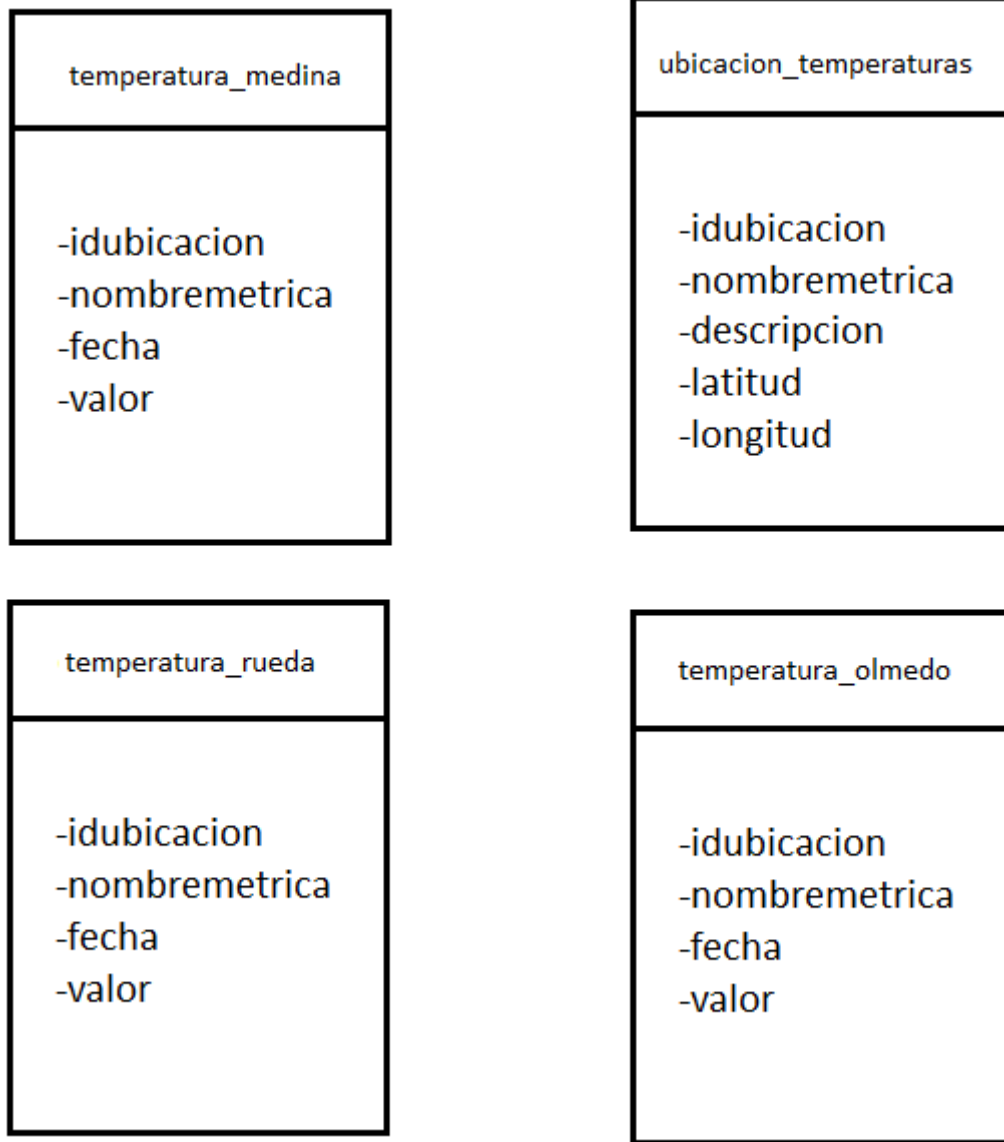 temperatura_medina
-idubicacion
-nombremetrica
-fecha
-valor
ubicacion_temperaturas
-idubicacion
-nombremetrica
-descripcion
-latitud
-longitud
temperatura_rueda
-idubicacion
-nombremetrica
-fecha
-valor
temperatura_olmedo
-idubicacion
-nombremetrica
-fecha
-valor